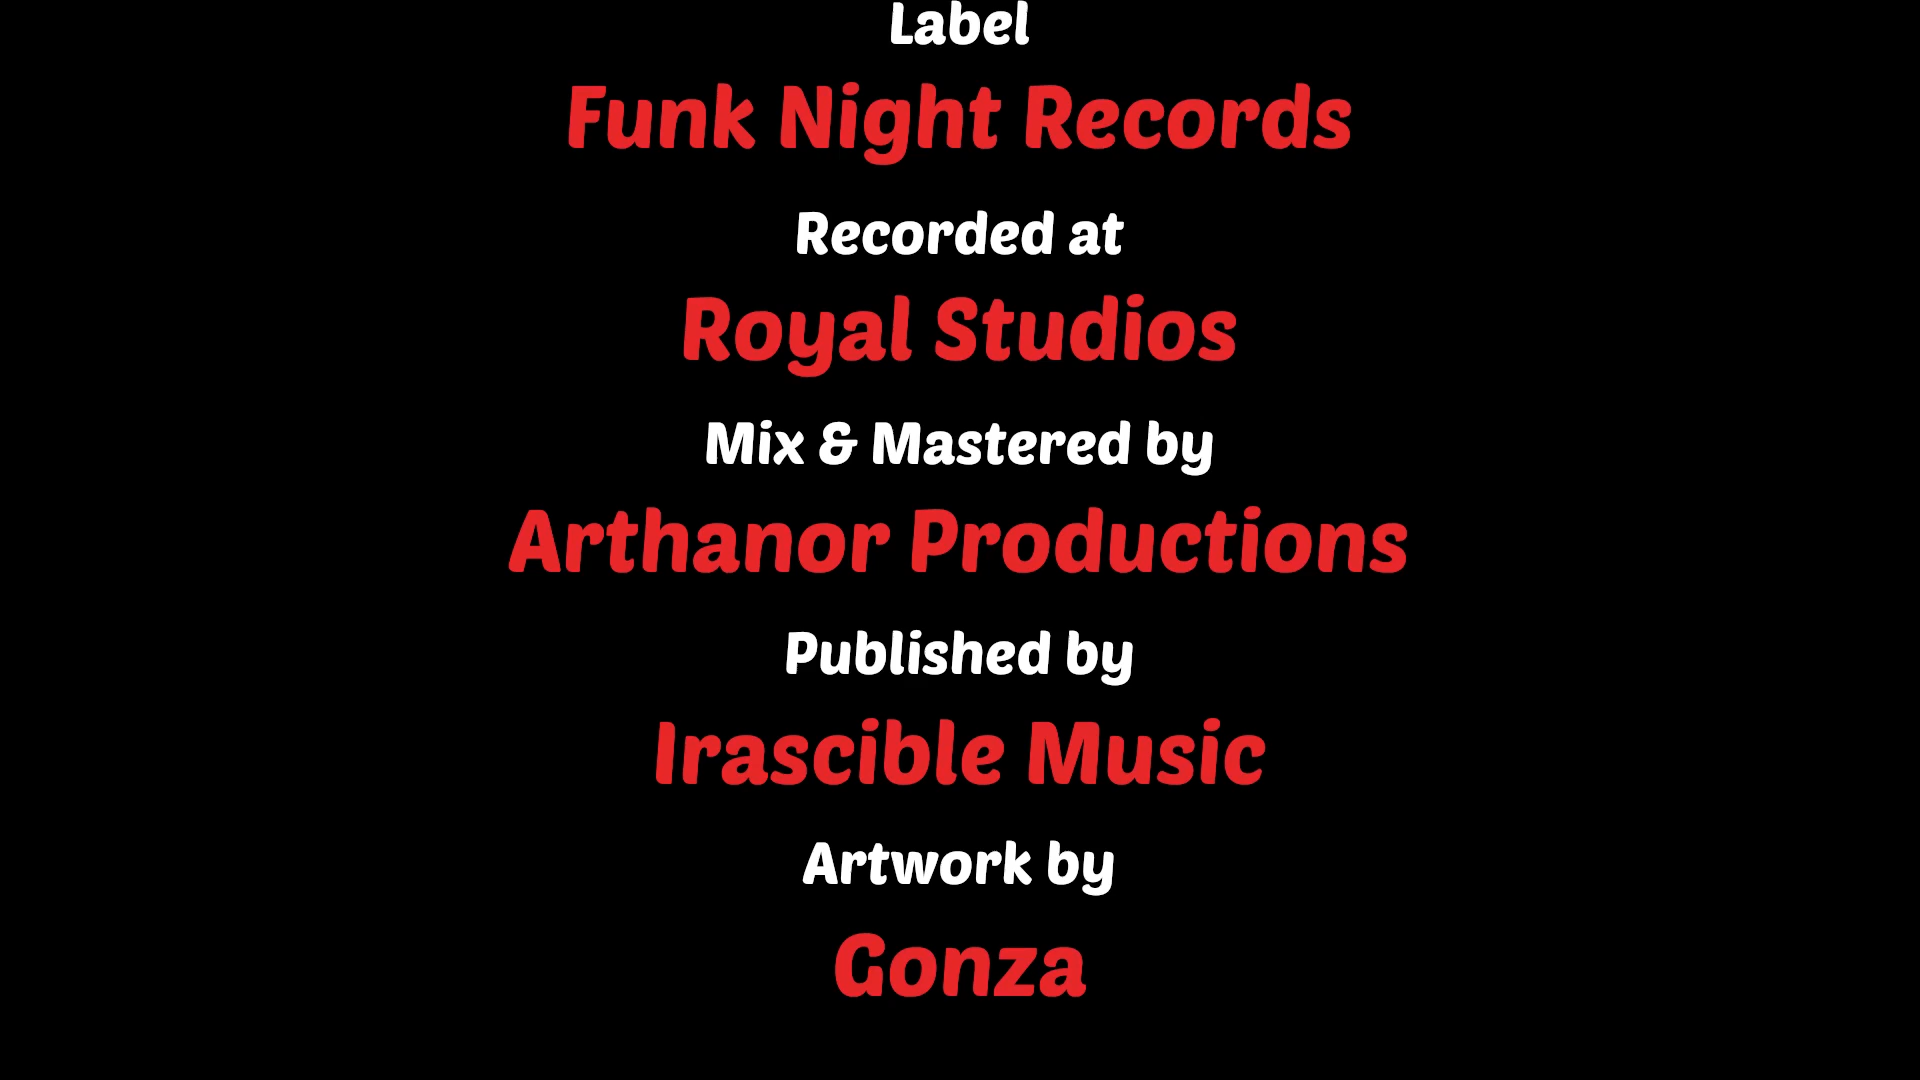 Label
Funk Night Records
Recorded at
Royal Studios
Mix & Mastered by
Arthanor Productions
Published by
Irascible Music
Artwork by
Gonza